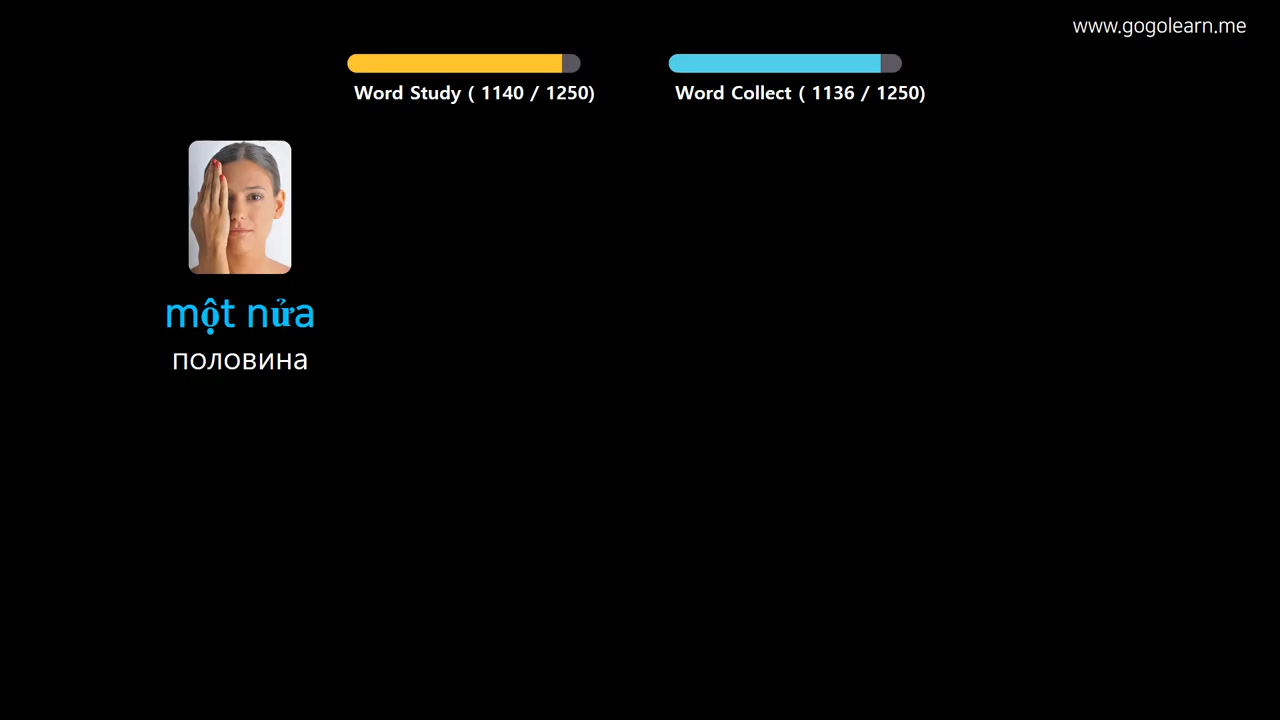 www.gogolearn.me
Word Study ( 1140 / 1250)
Word Collect ( 1136 / 1250)
một nửa
половина